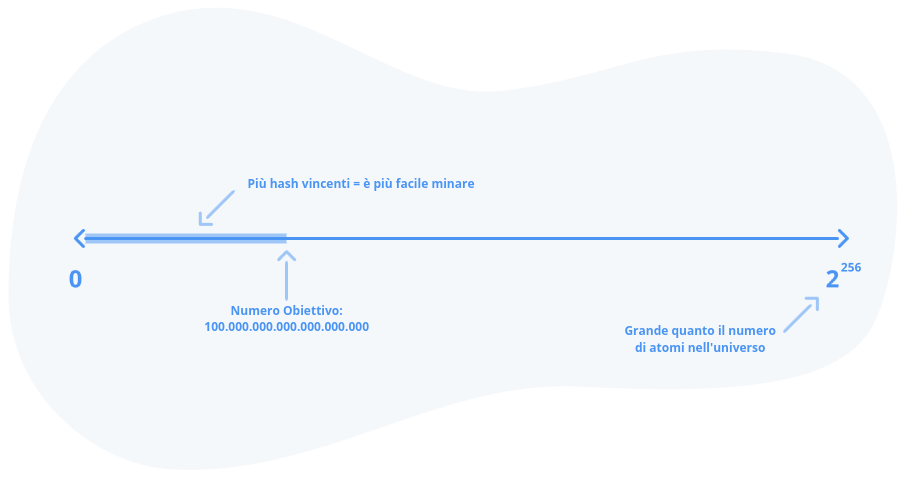 Più hash vincenti = è più facile minare
0
2 256
Numero Obiettivo:
100.000.000.000.000.000.000
Grande quanto il numero
di atomi nell'universo